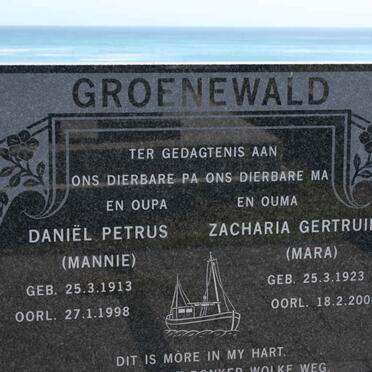 GROENEWALD
TER GEDAGTENIS AAN
ONS DIERBARE PA ONS DIERBARE MA
EN OUPA EN OUMA
DANIËL PETRUS ZACHARIA
(MANNIE) (MARA)
GEB. 25.3.1913 GEB. 25.3.1923
OORL. 27.1.1998 OORL. 18.2.
DIT IS MÔRE IN MY HART.
DONKER WOLKE WEG.